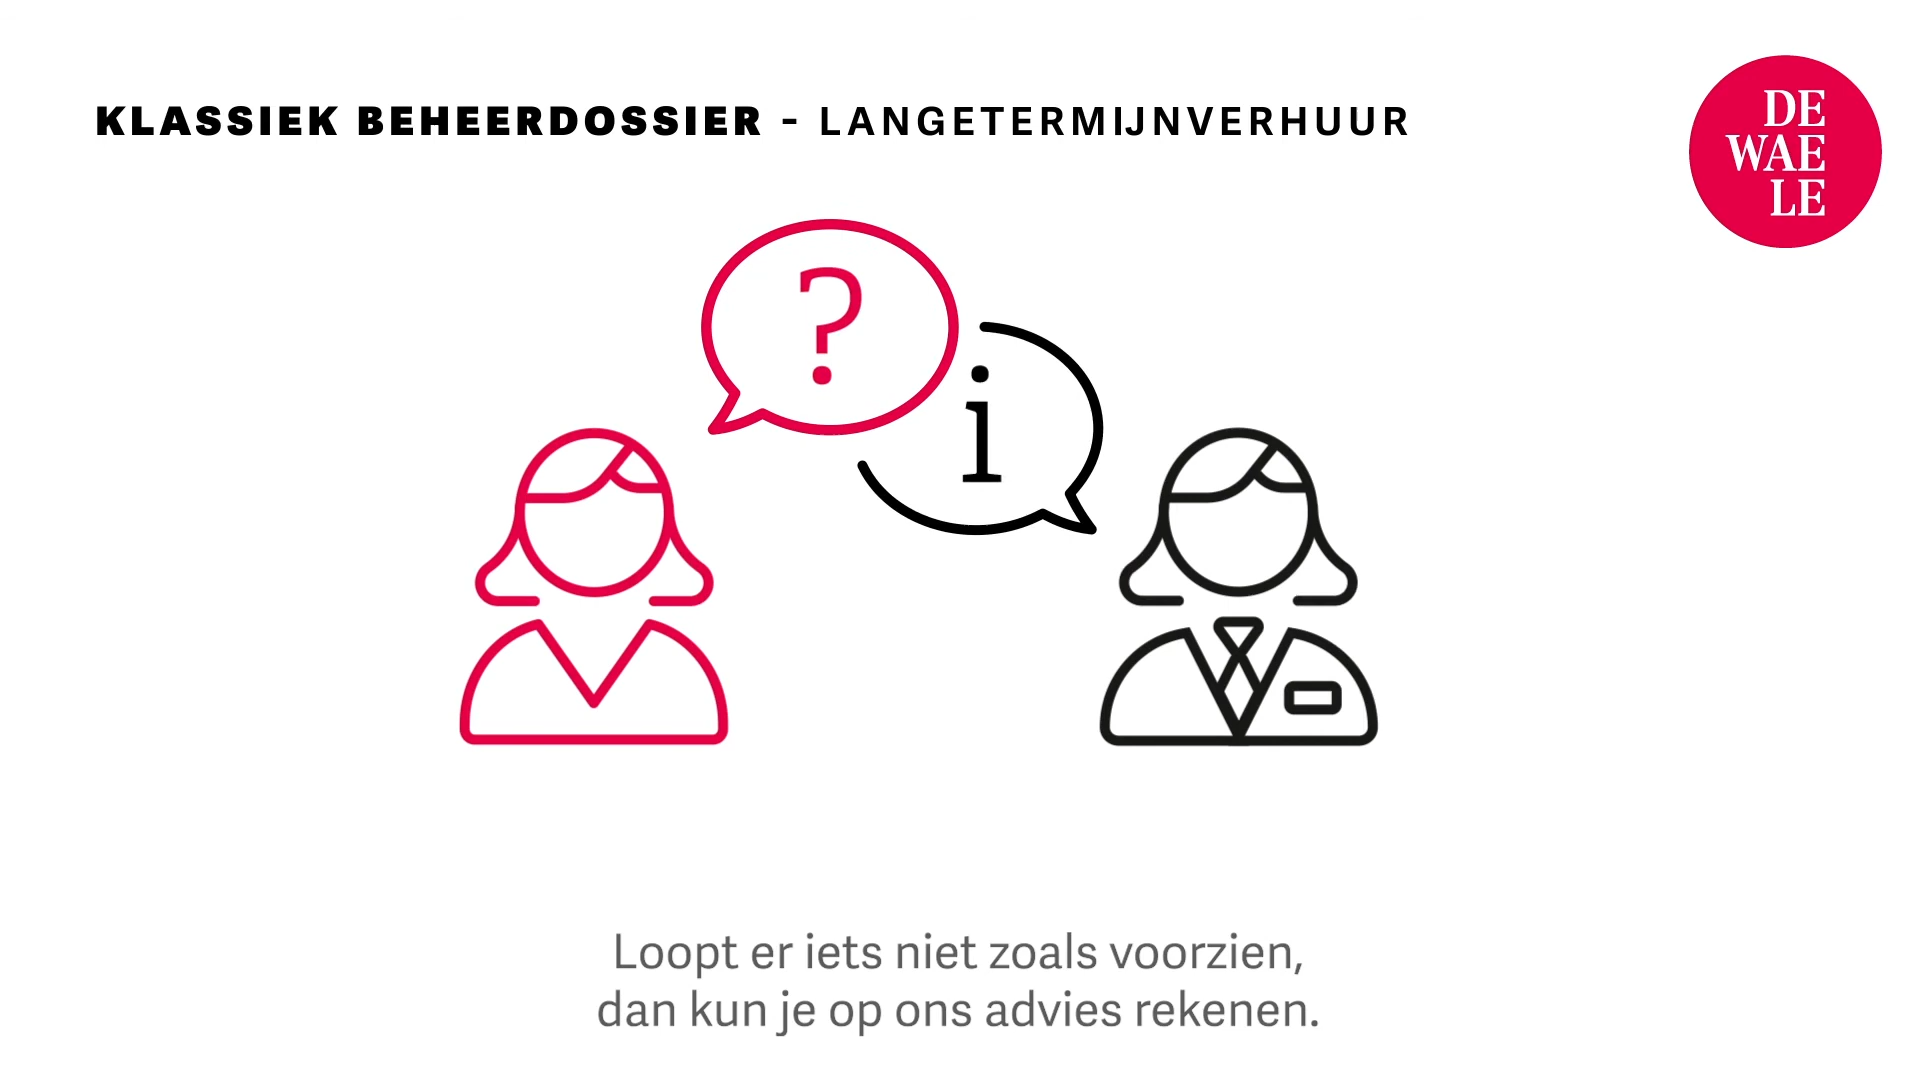 KLASSIEK BEHEERDOSSIER - LANGETERMIJNVERHUUR
DE
WAE
LE
?
i
Loopt er iets niet zoals voorzien,
dan kun je op ons advies rekenen.